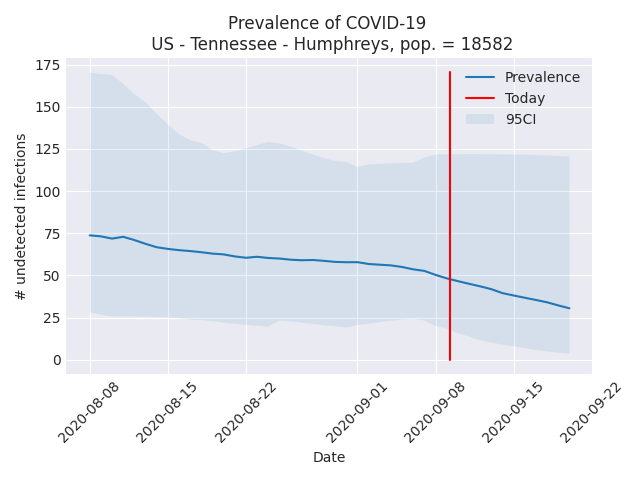 Prevalence of COVID-19
US - Tennessee - Humphreys, pop. = 18582
175
150
125
100
75
50
25
0
# undetected infections
Prevalence
Today
95CI
2020-08-08
2020-08-15
2020-08-22
2020-09-01
2020-09-08
2020-09-15
2020-09-22
Date